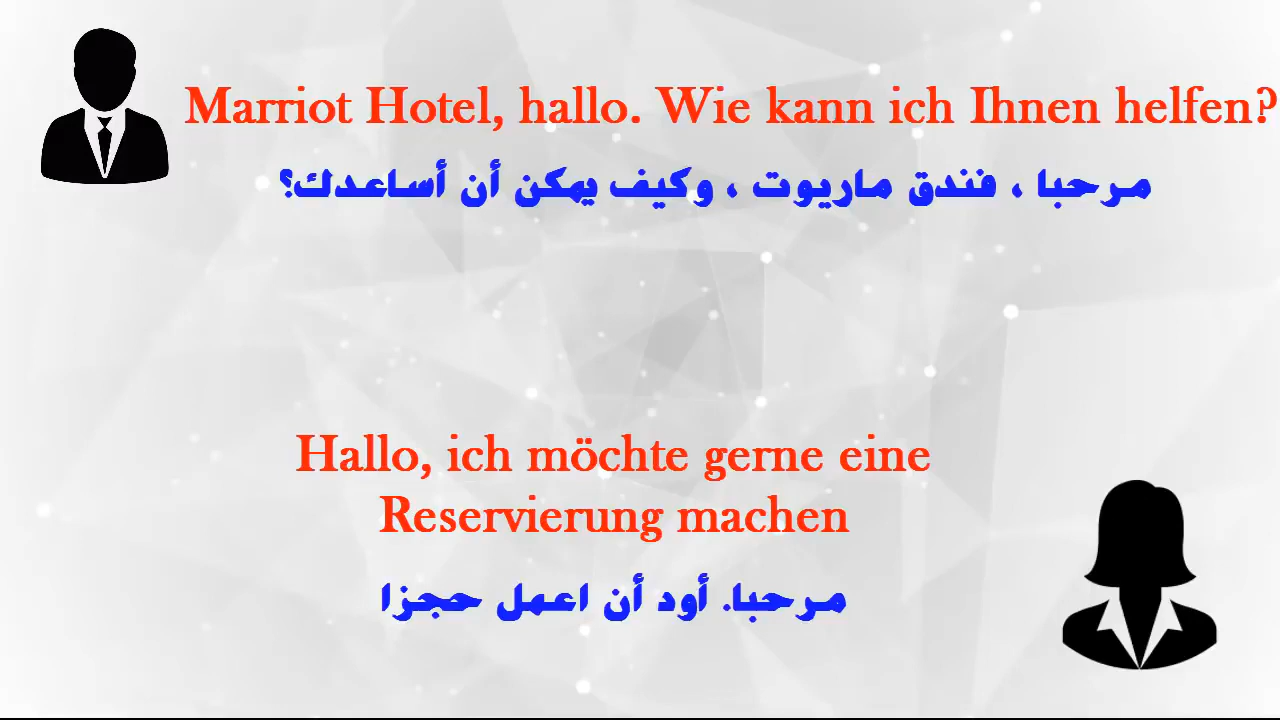 Marriot Hotel, hallo. Wie kann ich Ihnen helfen?
مرحبا ، فندق ماريوت ، وكيف يمكن أن أساعدك؟
Hallo, ich möchte gerne eine
Reservierung machen
مرحبا. أود أن اعمل حجزا